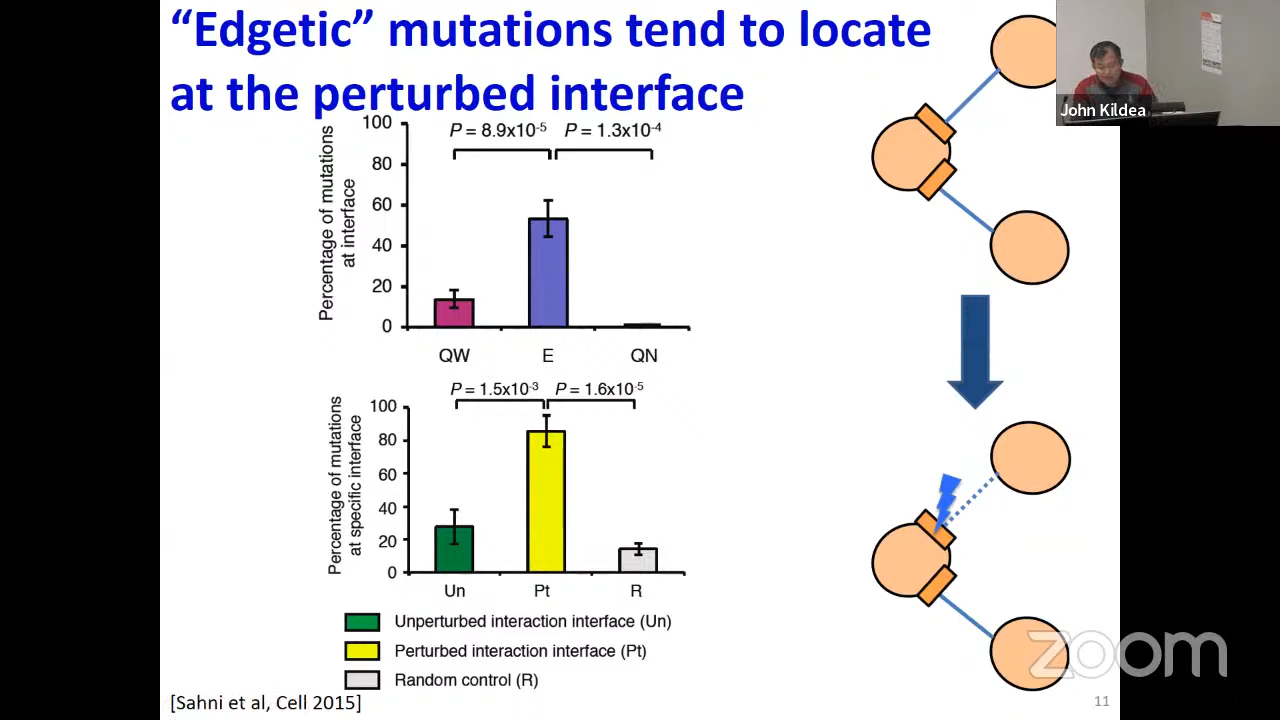 “Edgetic” mutations tend to locate
at the perturbed interface
John Kildea
Percentage of mutations
at interface
100
80
60
40
20
0
P = 8.9x10-5
P = 1.3x10-4
QW
E
QN
Percentage of mutations
at specific interface
100
80
60
40
20
0
P = 1.5x10-3
P = 1.6x10-5
Un
Pt
R
Unperturbed interaction interface (Un)
Perturbed interaction interface (Pt)
Random control (R)
[Sahni et al, Cell 2015]
11
zoom